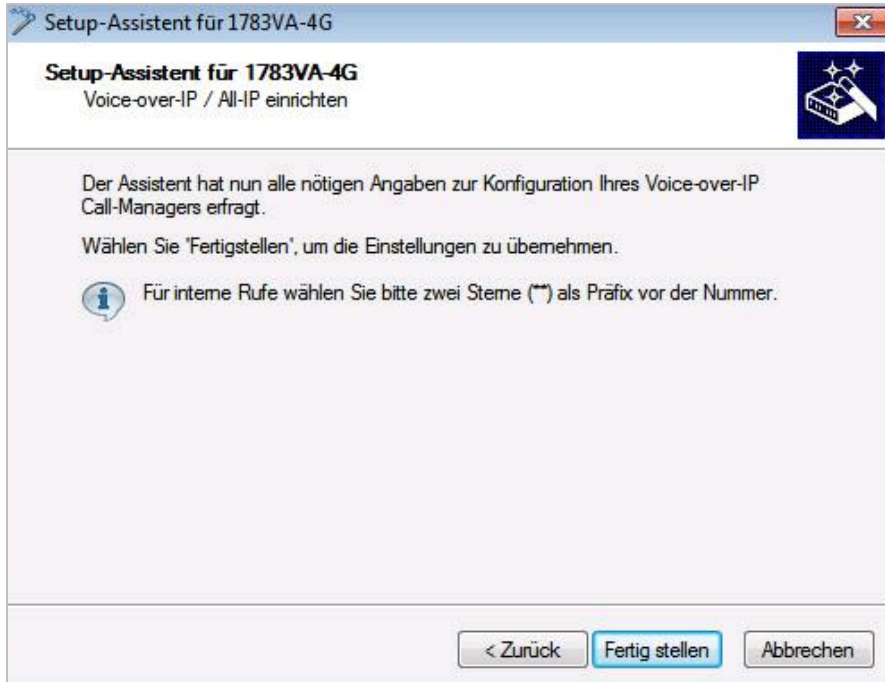 Setup-Assistent für 1783VA-4G
Setup-Assistent für 1783VA-4G
Voice-over-IP / All-IP einrichten
Der Assistent hat nun alle nötigen Angaben zur Konfiguration Ihres Voice-over-IP
Call-Managers erfragt.
Wählen Sie 'Fertigstellen', um die Einstellungen zu übernehmen.
Für interne Rufe wählen Sie bitte zwei Sterne (**) als Präfix vor der Nummer.
< Zurück
Fertig stellen
Abbrechen